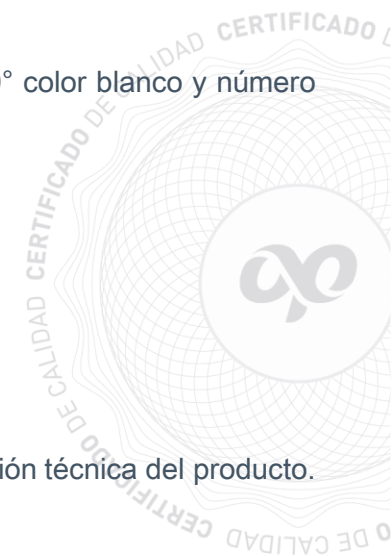 ° color blanco y número
CERTIFICADO DE CALIDAD CERTIFICADO DE CALIDAD
ión técnica del producto.